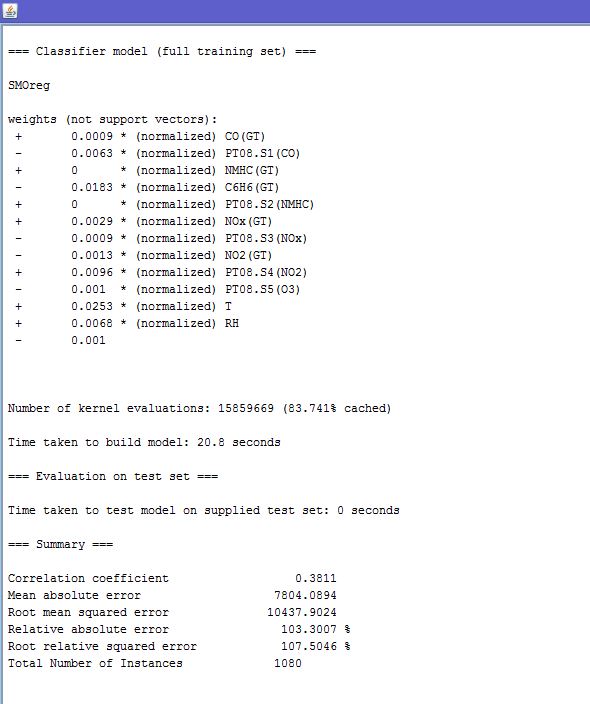 === Classifier model (full training set) ===
SMOreg
weights (not support vectors):
+ 0.0009 * (normalized) CO(GT)
- 0.0063 * (normalized) PT08.S1(CO)
+ 0 * (normalized) NMHC(GT)
- 0.0183 * (normalized) C6H6(GT)
+ 0 * (normalized) PT08.S2(NMHC)
+ 0.0029 * (normalized) NOx(GT)
- 0.0009 * (normalized) PT08.S3(NOx)
- 0.0013 * (normalized) NO2(GT)
+ 0.0096 * (normalized) PT08.S4(NO2)
- 0.001 * (normalized) PT08.S5(O3)
+ 0.0253 * (normalized) T
+ 0.0068 * (normalized) RH
- 0.001
Number of kernel evaluations: 15859669 (83.741% cached)
Time taken to build model: 20.8 seconds
=== Evaluation on test set ===
Time taken to test model on supplied test set: 0 seconds
=== Summary ===
Correlation coefficient 0.3811
Mean absolute error 7804.0894
Root mean squared error 10437.9024
Relative absolute error 103.3007 %
Root relative squared error 107.5046 %
Total Number of Instances 1080